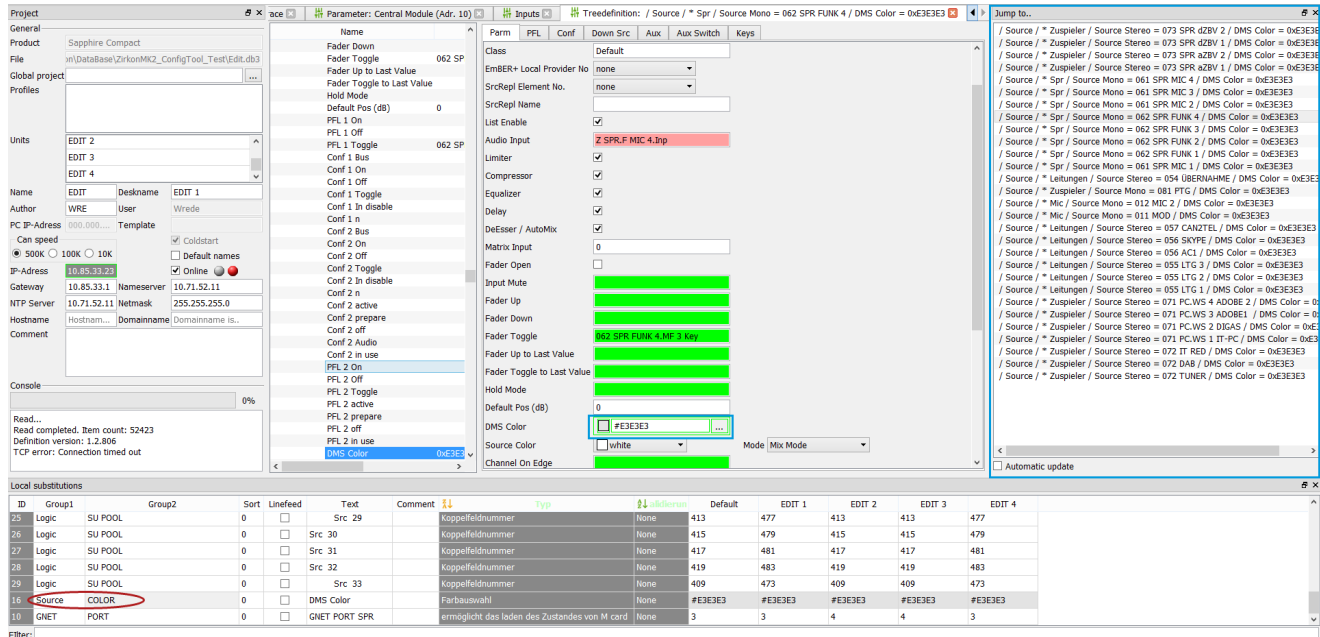 Project
General
Product Sapphire Compact
File on\DataBase\ZirkonMK2_ConfigTool_Test\Edit.db3
Global project ...
Profiles
Units EDIT 2
EDIT 3
EDIT 4
Name EDIT Deskname EDIT 1
Author WRE User Wrede
PC IP-Adress 000.000.... Template
Can speed Coldstart
500K 100K 10K Default names
IP-Adress 10.85.33.23 Online
Gateway 10.85.33.1 Nameserver 10.71.52.11
NTP Server 10.71.52.11 Netmask 255.255.255.0
Hostname Hostnam... Domainname Domainname is..
Comment
Console
0%
Read...
Read completed. Item count: 52423
Definition version: 1.2.806
TCP error: Connection timed out
ace Parameter: Central Module (Adr. 10) Inputs Treedefinition: / Source / * Spr / Source Mono = 062 SPR FUNK 4 / DMS Color = 0xE3E3E3
Name
Fader Down
Fader Toggle 062 SP
Fader Up to Last Value
Fader Toggle to Last Value
Hold Mode
Default Pos (dB) 0
PFL 1 On
PFL 1 Off
PFL 1 Toggle 062 SP
Conf 1 Bus
Conf 1 On
Conf 1 Off
Conf 1 Toggle
Conf 1 In disable
Conf 1 n
Conf 2 Bus
Conf 2 On
Conf 2 Off
Conf 2 Toggle
Conf 2 In disable
Conf 2 n
Conf 2 active
Conf 2 prepare
Conf 2 off
Conf 2 Audio
Conf 2 in use
PFL 2 On
PFL 2 Off
PFL 2 Toggle
PFL 2 active
PFL 2 prepare
PFL 2 off
PFL 2 in use
DMS Color 0xE3E3
Parm PFL Conf Down Src Aux Aux Switch Keys
Class Default
EmBER+ Local Provider No none
SrcRepl Element No. none
SrcRepl Name
List Enable
Audio Input Z SPR.F MIC 4.Inp
Limiter
Compressor
Equalizer
Delay
DeEsser / AutoMix
Matrix Input 0
Fader Open
Input Mute
Fader Up
Fader Down
Fader Toggle 062 SPR FUNK 4.MF 3 Key
Fader Up to Last Value
Fader Toggle to Last Value
Hold Mode
Default Pos (dB) 0
DMS Color #E3E3E3 ...
Source Color white Mode Mix Mode
Channel On Edge
Jump to..
/ Source / * Zuspieler / Source Stereo = 073 SPR dZBV 2 / DMS Color = 0xE3E3E
/ Source / * Zuspieler / Source Stereo = 073 SPR dZBV 1 / DMS Color = 0xE3E3E
/ Source / * Zuspieler / Source Stereo = 073 SPR aZBV 2 / DMS Color = 0xE3E3E
/ Source / * Zuspieler / Source Stereo = 073 SPR aZBV 1 / DMS Color = 0xE3E3E
/ Source / * Spr / Source Mono = 061 SPR MIC 4 / DMS Color = 0xE3E3E3
/ Source / * Spr / Source Mono = 061 SPR MIC 3 / DMS Color = 0xE3E3E3
/ Source / * Spr / Source Mono = 061 SPR MIC 2 / DMS Color = 0xE3E3E3
/ Source / * Spr / Source Mono = 062 SPR FUNK 4 / DMS Color = 0xE3E3E3
/ Source / * Spr / Source Mono = 062 SPR FUNK 3 / DMS Color = 0xE3E3E3
/ Source / * Spr / Source Mono = 062 SPR FUNK 2 / DMS Color = 0xE3E3E3
/ Source / * Spr / Source Mono = 062 SPR FUNK 1 / DMS Color = 0xE3E3E3
/ Source / * Spr / Source Mono = 061 SPR MIC 1 / DMS Color = 0xE3E3E3
/ Source / * Leitungen / Source Stereo = 054 ÜBERNAHME / DMS Color = 0xE3E3
/ Source / * Zuspieler / Source Mono = 081 PTG / DMS Color = 0xE3E3E3
/ Source / * Mic / Source Mono = 012 MIC 2 / DMS Color = 0xE3E3E3
/ Source / * Mic / Source Mono = 011 MOD / DMS Color = 0xE3E3E3
/ Source / * Leitungen / Source Stereo = 057 CAN2TEL / DMS Color = 0xE3E3E3
/ Source / * Leitungen / Source Stereo = 056 SKYPE / DMS Color = 0xE3E3E3
/ Source / * Leitungen / Source Stereo = 056 AC1 / DMS Color = 0xE3E3E3
/ Source / * Leitungen / Source Stereo = 055 LTG 3 / DMS Color = 0xE3E3E3
/ Source / * Leitungen / Source Stereo = 055 LTG 2 / DMS Color = 0xE3E3E3
/ Source / * Leitungen / Source Stereo = 055 LTG 1 / DMS Color = 0xE3E3E3
/ Source / * Zuspieler / Source Stereo = 071 PC.WS 4 ADOBE 2 / DMS Color = 0:
/ Source / * Zuspieler / Source Stereo = 071 PC.WS 3 ADOBE1 / DMS Color = 0:
/ Source / * Zuspieler / Source Stereo = 071 PC.WS 2 DIGAS / DMS Color = 0xE:
/ Source / * Zuspieler / Source Stereo = 071 PC.WS 1 IT-PC / DMS Color = 0xE3
/ Source / * Zuspieler / Source Stereo = 072 IT RED / DMS Color = 0xE3E3E3
/ Source / * Zuspieler / Source Stereo = 072 DAB / DMS Color = 0xE3E3E3
/ Source / * Zuspieler / Source Stereo = 072 TUNER / DMS Color = 0xE3E3E3
Automatic update
Local substitutions
ID Group1 Group2 Sort Linefeed Text Comment Typ Default EDIT 1 EDIT 2 EDIT 3 EDIT 4
25 Logic SU POOL 0 Src 29 Koppelfeldnummer None 413 477 413 413 477
26 Logic SU POOL 0 Src 30 Koppelfeldnummer None 415 479 415 415 479
27 Logic SU POOL 0 Src 31 Koppelfeldnummer None 417 481 417 417 481
28 Logic SU POOL 0 Src 32 Koppelfeldnummer None 419 483 419 419 483
29 Logic SU POOL 0 Src 33 Koppelfeldnummer None 409 473 409 409 473
16 Source COLOR 0 DMS Color Farbauswahl None #E3E3E3 #E3E3E3 #E3E3E3 #E3E3E3 #E3E3E3
10 GNET PORT 0 GNET PORT SPR ermöglicht das laden des Zustandes von M card None 3 3 4 4 3
Filter: